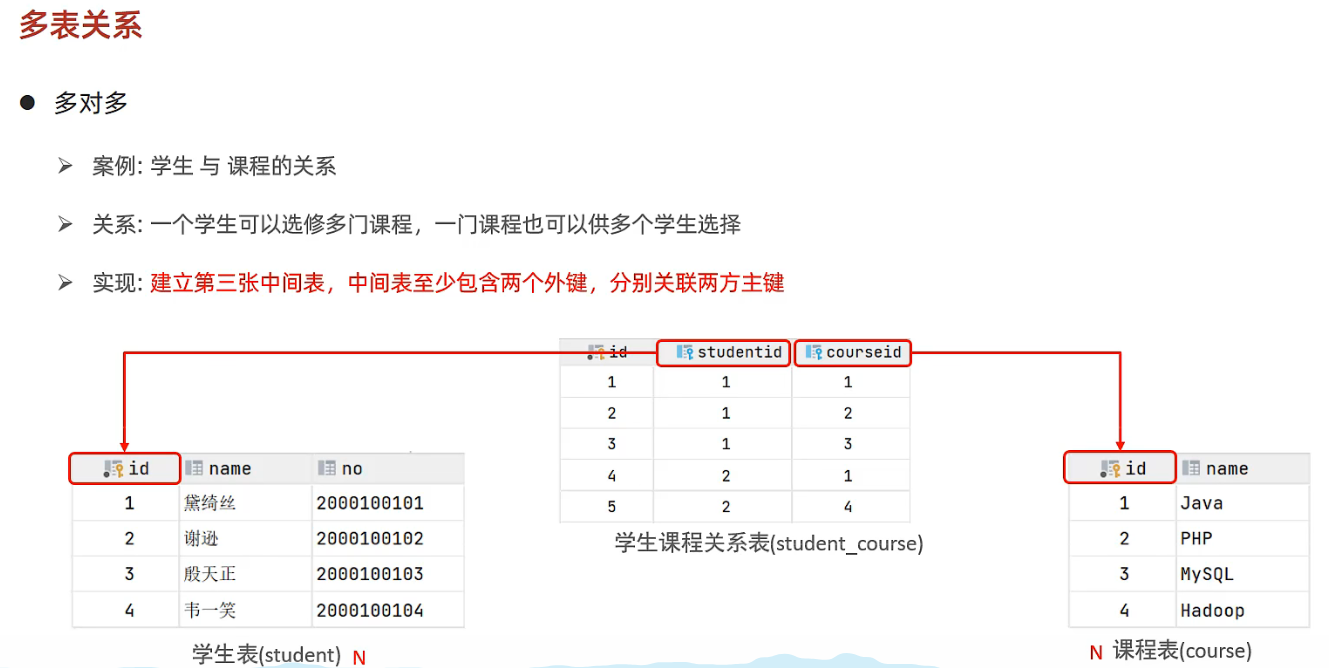 多表关系
● 多对多
➢ 案例: 学生 与 课程的关系
➢ 关系: 一个学生可以选修多门课程，一门课程也可以供多个学生选择
➢ 实现: 建立第三张中间表，中间表至少包含两个外键，分别关联两方主键
id studentid courseid
1 1 1
2 1 2
3 1 3
4 2 1
5 2 4
学生课程关系表(student_course)
id name no
1 黛绮丝 2000100101
2 谢逊 2000100102
3 殷天正 2000100103
4 韦一笑 2000100104
学生表(student) N
id name
1 Java
2 PHP
3 MySQL
4 Hadoop
N 课程表(course)